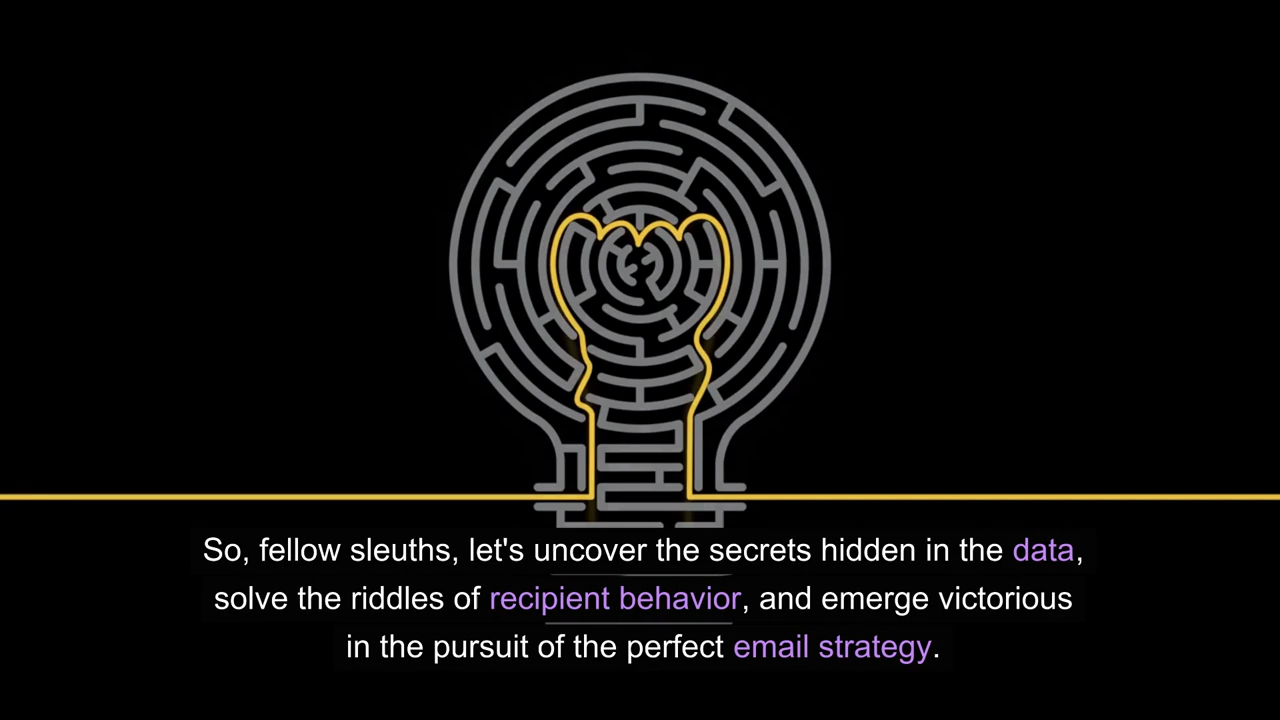 So, fellow sleuths, let's uncover the secrets hidden in the data,
solve the riddles of recipient behavior, and emerge victorious
in the pursuit of the perfect email strategy.